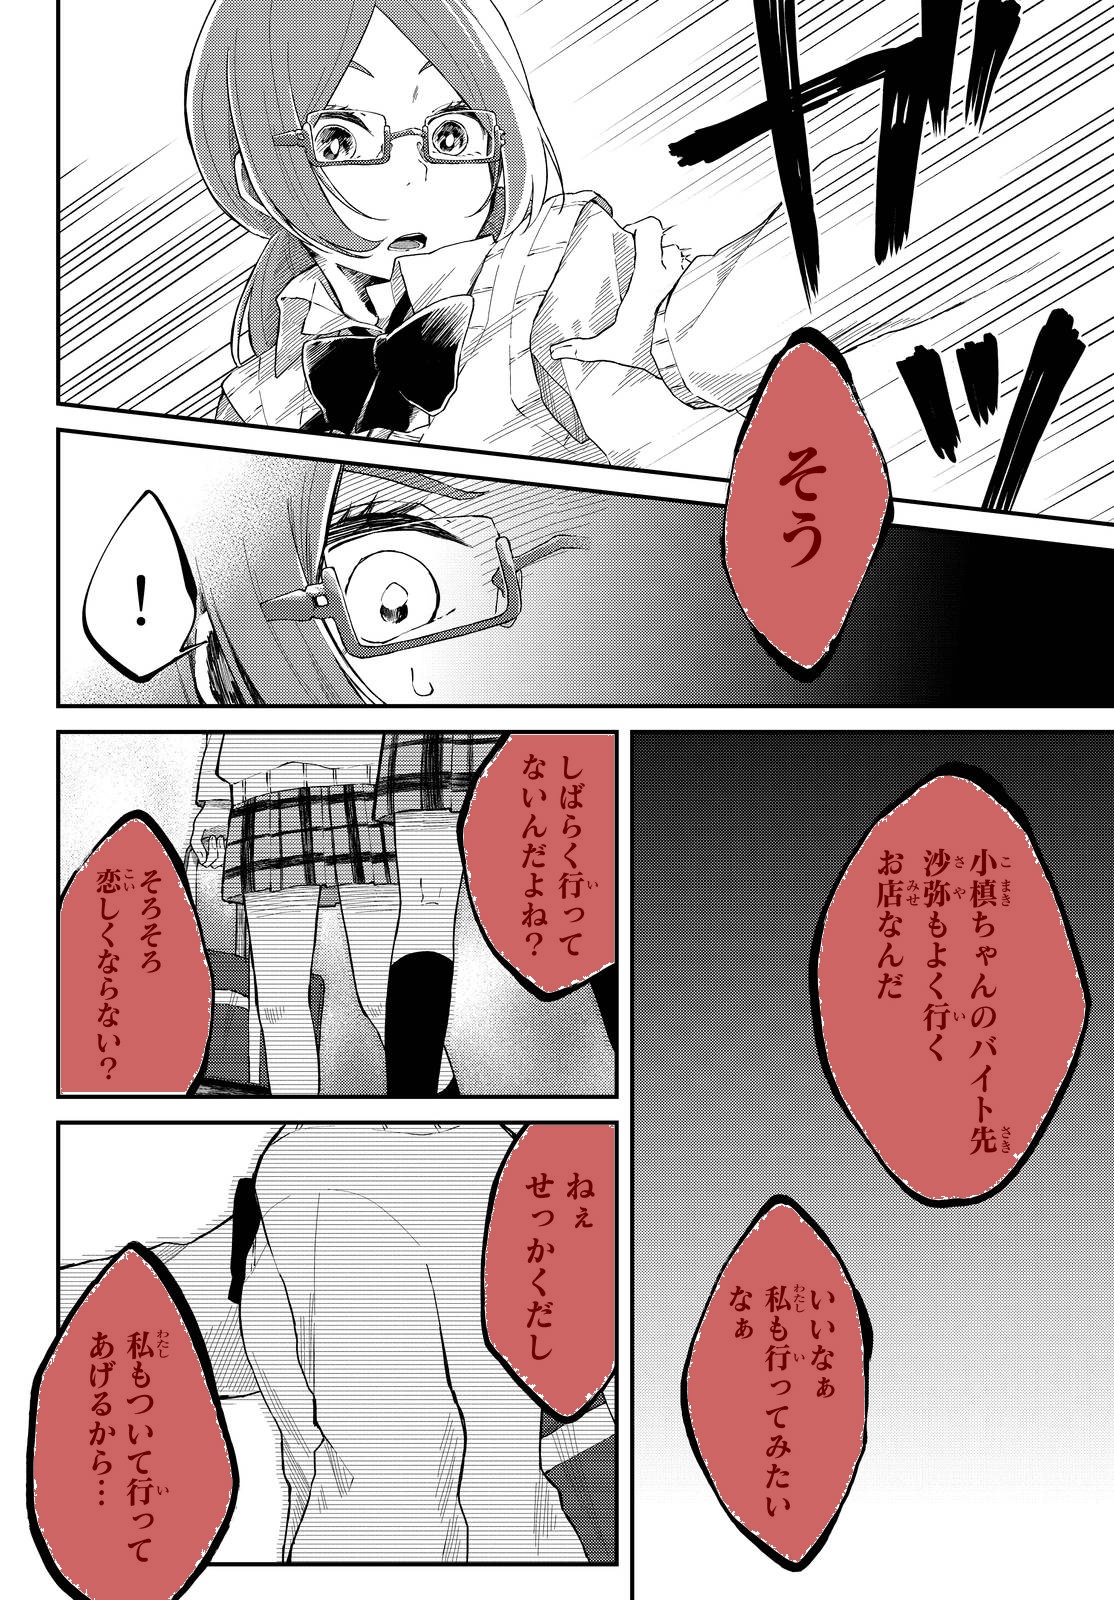 ガッ
そう
！
小槙ちゃんのバイト先
沙弥もよく行く
お店なんだ
いいなぁ
私も行ってみたい
なぁ
しばらく行って
ないんだよね？
そろそろ
恋しくならない？
ねぇ
せっかくだし
私もついて行って
あげるから…